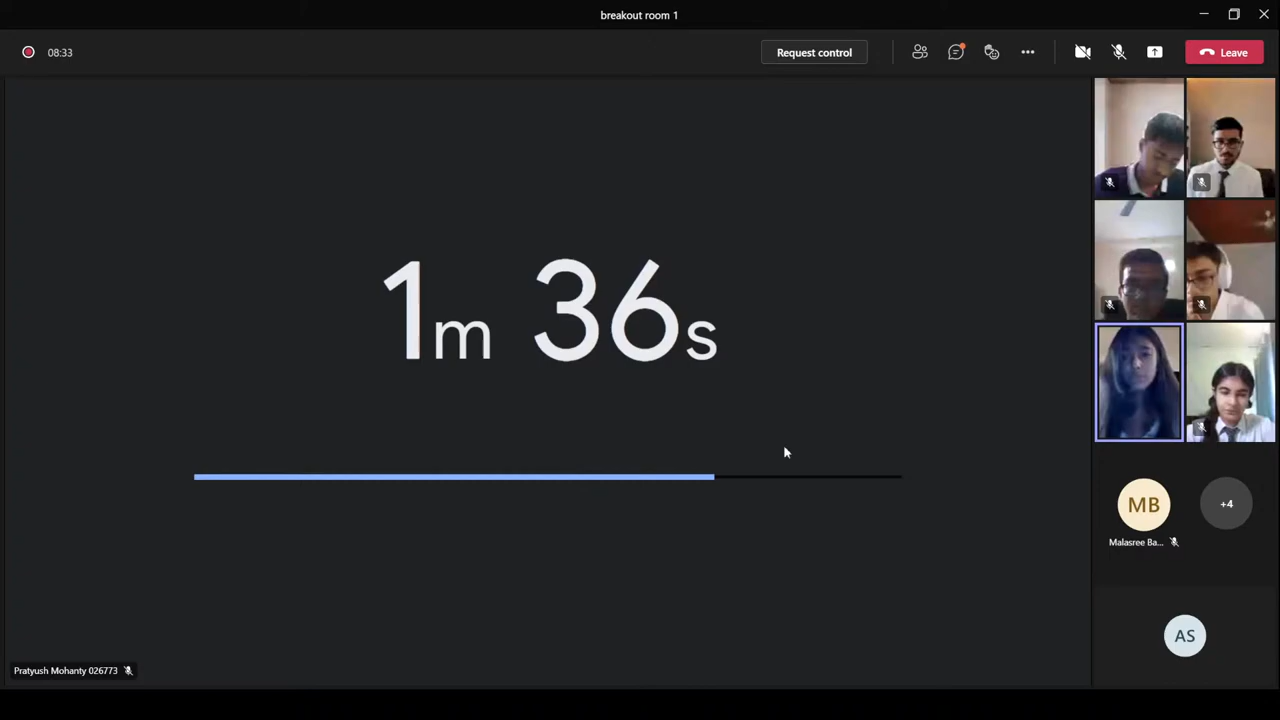 breakout room 1
08:33
Request control
Leave
1m 36s
MB
+4
Malasree Ba...
AS
Pratyush Mohanty 026773